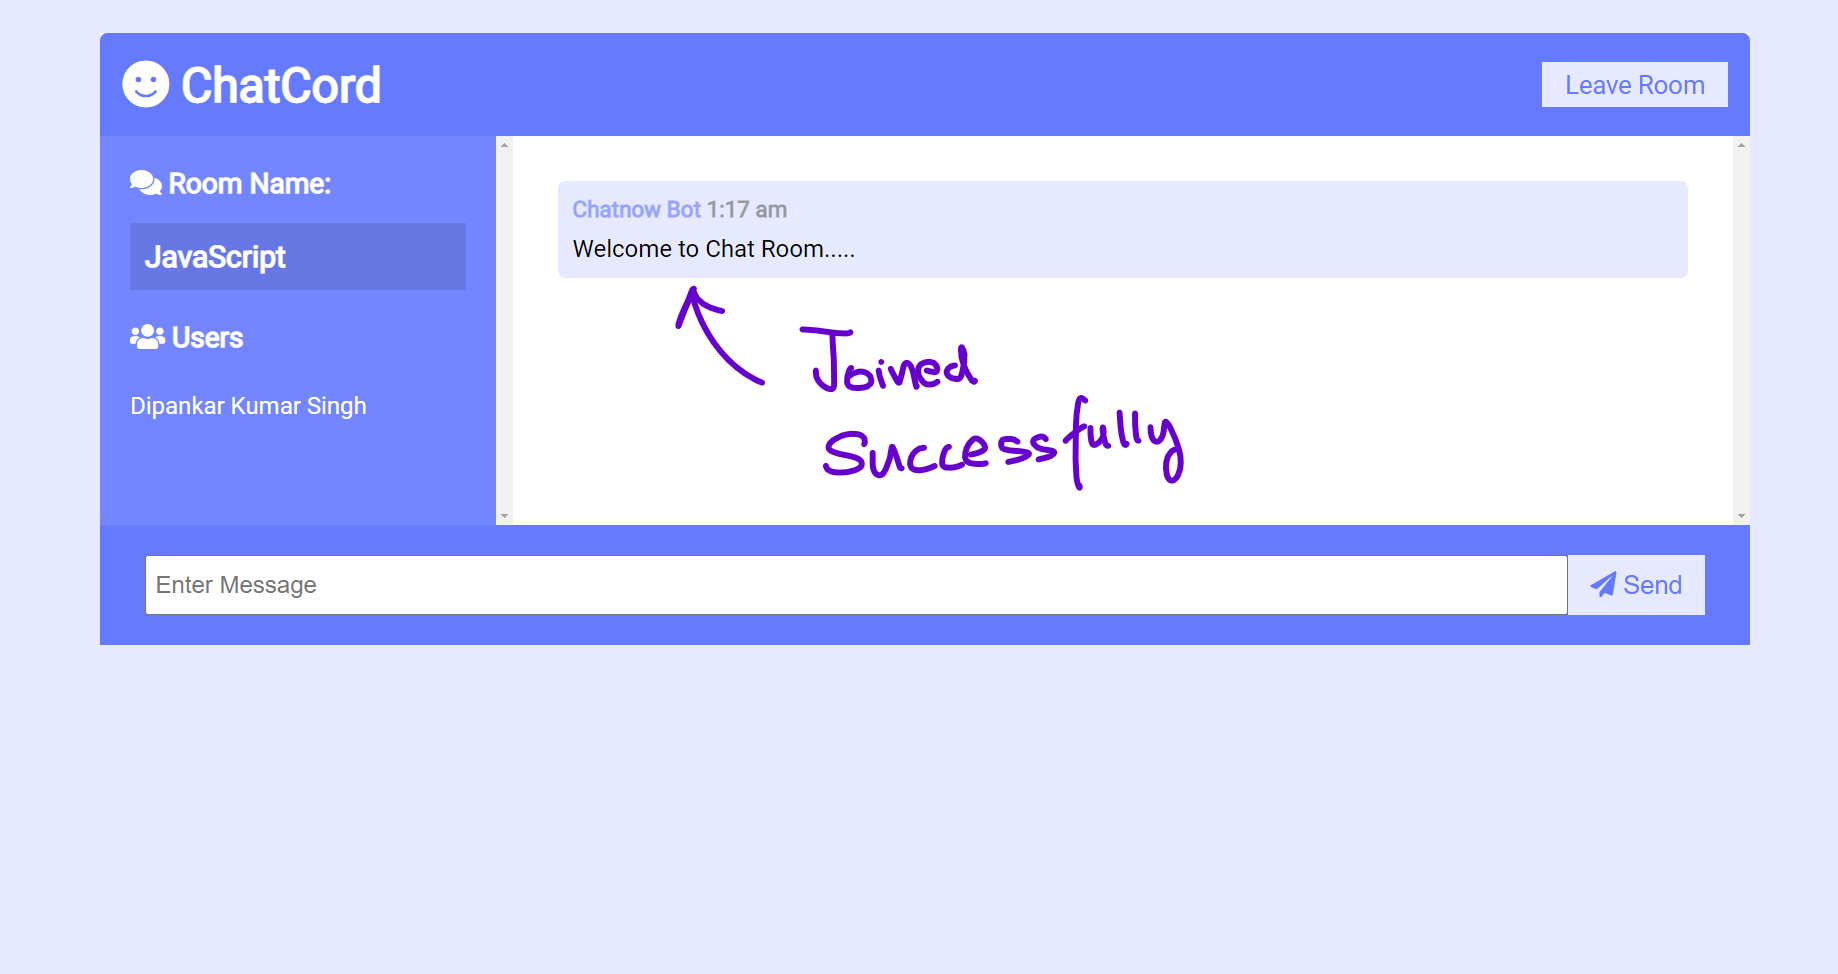 ChatCord
Leave Room
Room Name:
JavaScript
Users
Dipankar Kumar Singh
Chatnow Bot 1:17 am
Welcome to Chat Room.....
Joined
Successfully
Enter Message
Send